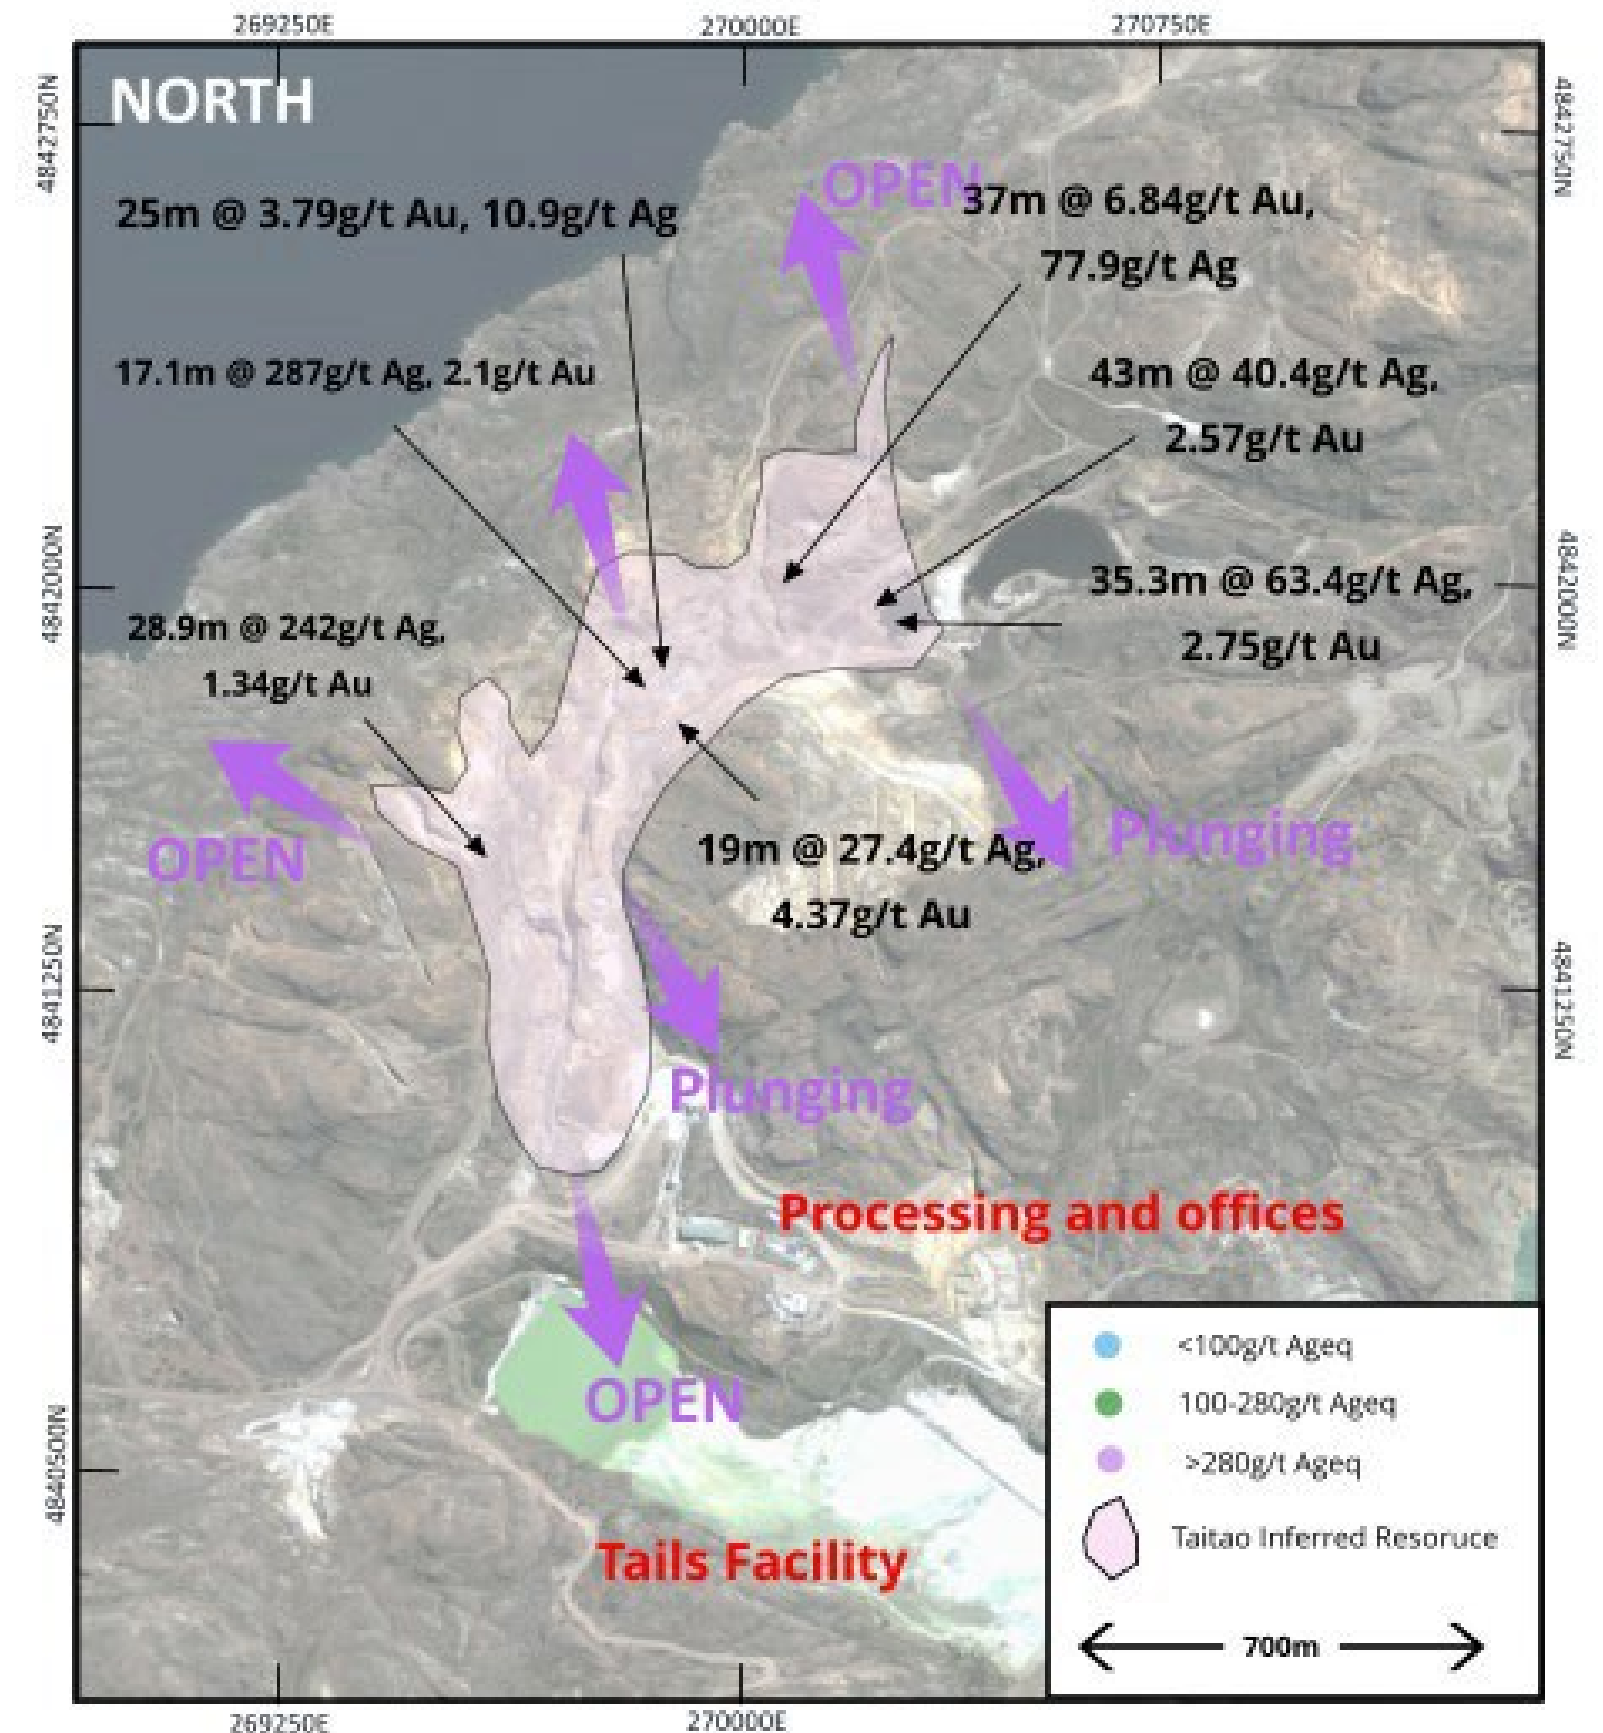 269250E
270000E
270750E
4842750N
4842750N
NORTH
OPEN
25m @ 3.79g/t Au, 10.9g/t Ag
37m @ 6.84g/t Au,
77.9g/t Ag
17.1m @ 287g/t Ag, 2.1g/t Au
43m @ 40.4g/t Ag,
2.57g/t Au
4842000N
4842000N
35.3m @ 63.4g/t Ag,
2.75g/t Au
28.9m @ 242g/t Ag,
1.34g/t Au
OPEN
Plunging
19m @ 27.4g/t Ag,
4.37g/t Au
4841250N
4841250N
Plunging
Processing and offices
OPEN
4840500N
Tails Facility
<100g/t Ageq
100-280g/t Ageq
>280g/t Ageq
Taitao Inferred Resoruce
700m
269250E
270000E